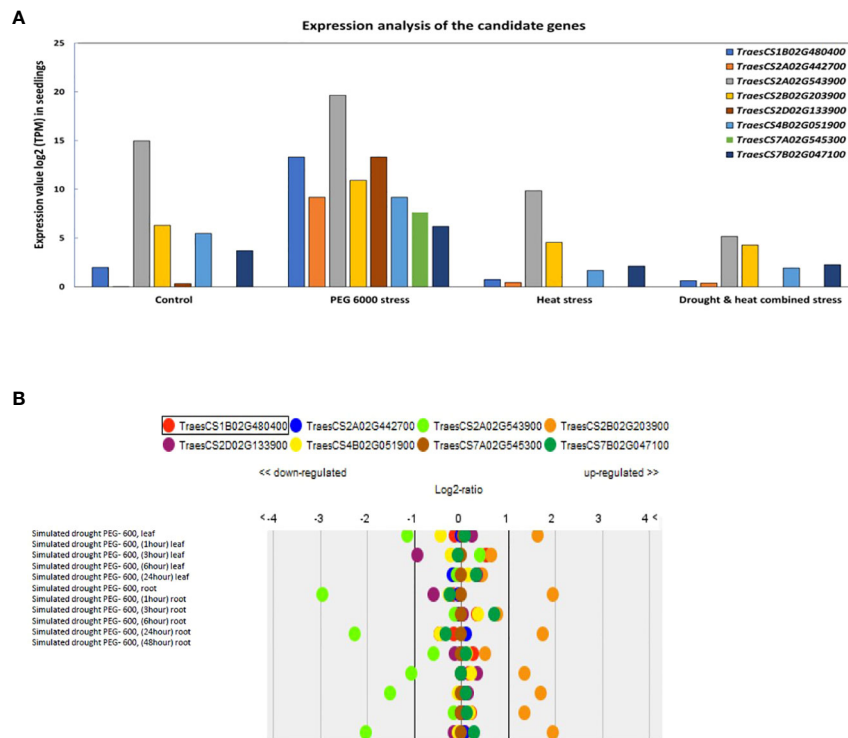 A
Expression analysis of the candidate genes
Expression value log2 (TPM) in seedlings
25
20
15
10
5
0
Control
PEG 6000 stress
Heat stress
Drought & heat combined stress
TraesCS1B02G480400
TraesCS2A02G442700
TraesCS2A02G543900
TraesCS2B02G203900
TraesCS2D02G133900
TraesCS4B02G051900
TraesCS7A02G545300
TraesCS7B02G047100
B
TraesCS1B02G480400 TraesCS2A02G442700 TraesCS2A02G543900 TraesCS2B02G203900
TraesCS2D02G133900 TraesCS4B02G051900 TraesCS7A02G545300 TraesCS7B02G047100
<< down-regulated up-regulated >>
Log2-ratio
<-4 -3 -2 -1 0 1 2 3 4 <
Simulated drought PEG- 600, leaf
Simulated drought PEG- 600, (1hour) leaf
Simulated drought PEG- 600, (3hour) leaf
Simulated drought PEG- 600, (6hour) leaf
Simulated drought PEG- 600, (24hour) leaf
Simulated drought PEG- 600, root
Simulated drought PEG- 600, (1hour) root
Simulated drought PEG- 600, (3hour) root
Simulated drought PEG- 600, (6hour) root
Simulated drought PEG- 600, (24hour) root
Simulated drought PEG- 600, (48hour) root